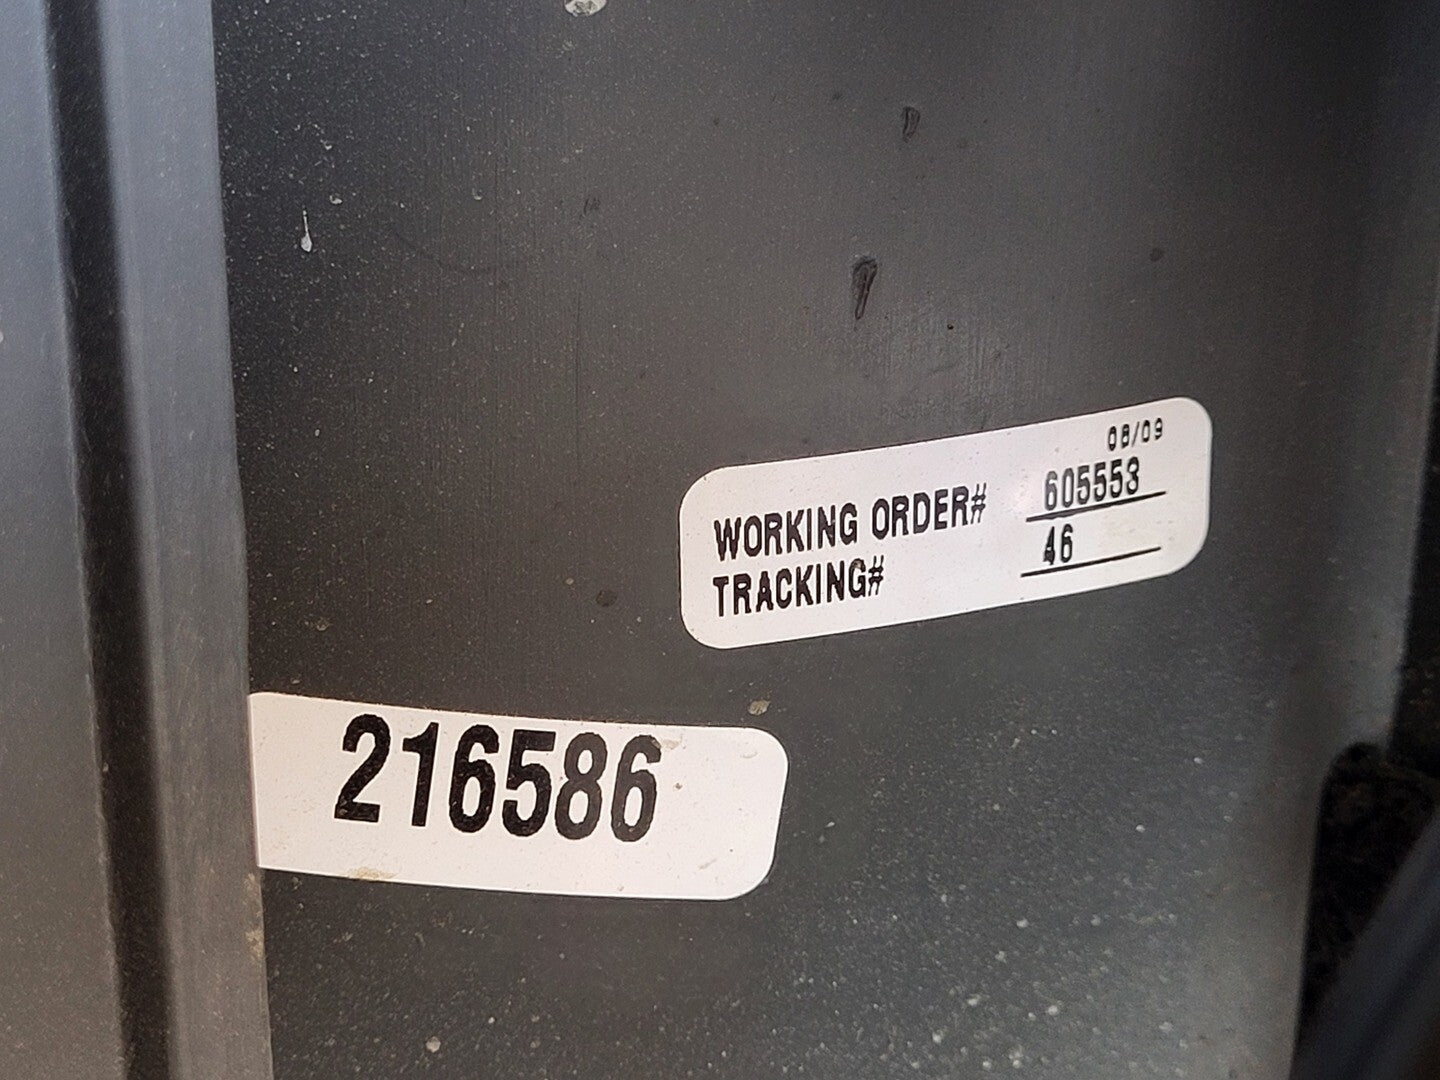 08/09
WORKING ORDER# 605553
TRACKING# 46
216586